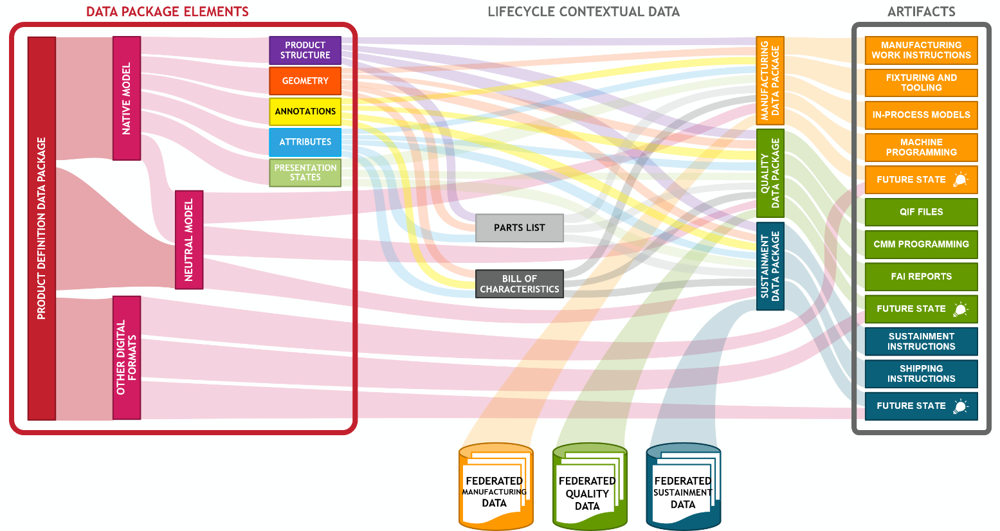 DATA PACKAGE ELEMENTS
LIFECYCLE CONTEXTUAL DATA
ARTIFACTS
PRODUCT DEFINITION DATA PACKAGE
NATIVE MODEL
NEUTRAL MODEL
OTHER DIGITAL
FORMATS
PRODUCT
STRUCTURE
GEOMETRY
ANNOTATIONS
ATTRIBUTES
PRESENTATION
STATES
PARTS LIST
BILL OF
CHARACTERISTICS
MANUFACTURING
DATA PACKAGE
QUALITY
DATA PACKAGE
SUSTAINMENT
DATA PACKAGE
MANUFACTURING
WORK INSTRUCTIONS
FIXTURING AND
TOOLING
IN-PROCESS MODELS
MACHINE
PROGRAMMING
FUTURE STATE
QIF FILES
CMM PROGRAMMING
FAI REPORTS
FUTURE STATE
SUSTAINMENT
INSTRUCTIONS
SHIPPING
INSTRUCTIONS
FUTURE STATE
FEDERATED
MANUFACTURING
DATA
FEDERATED
QUALITY
DATA
FEDERATED
SUSTAINMENT
DATA